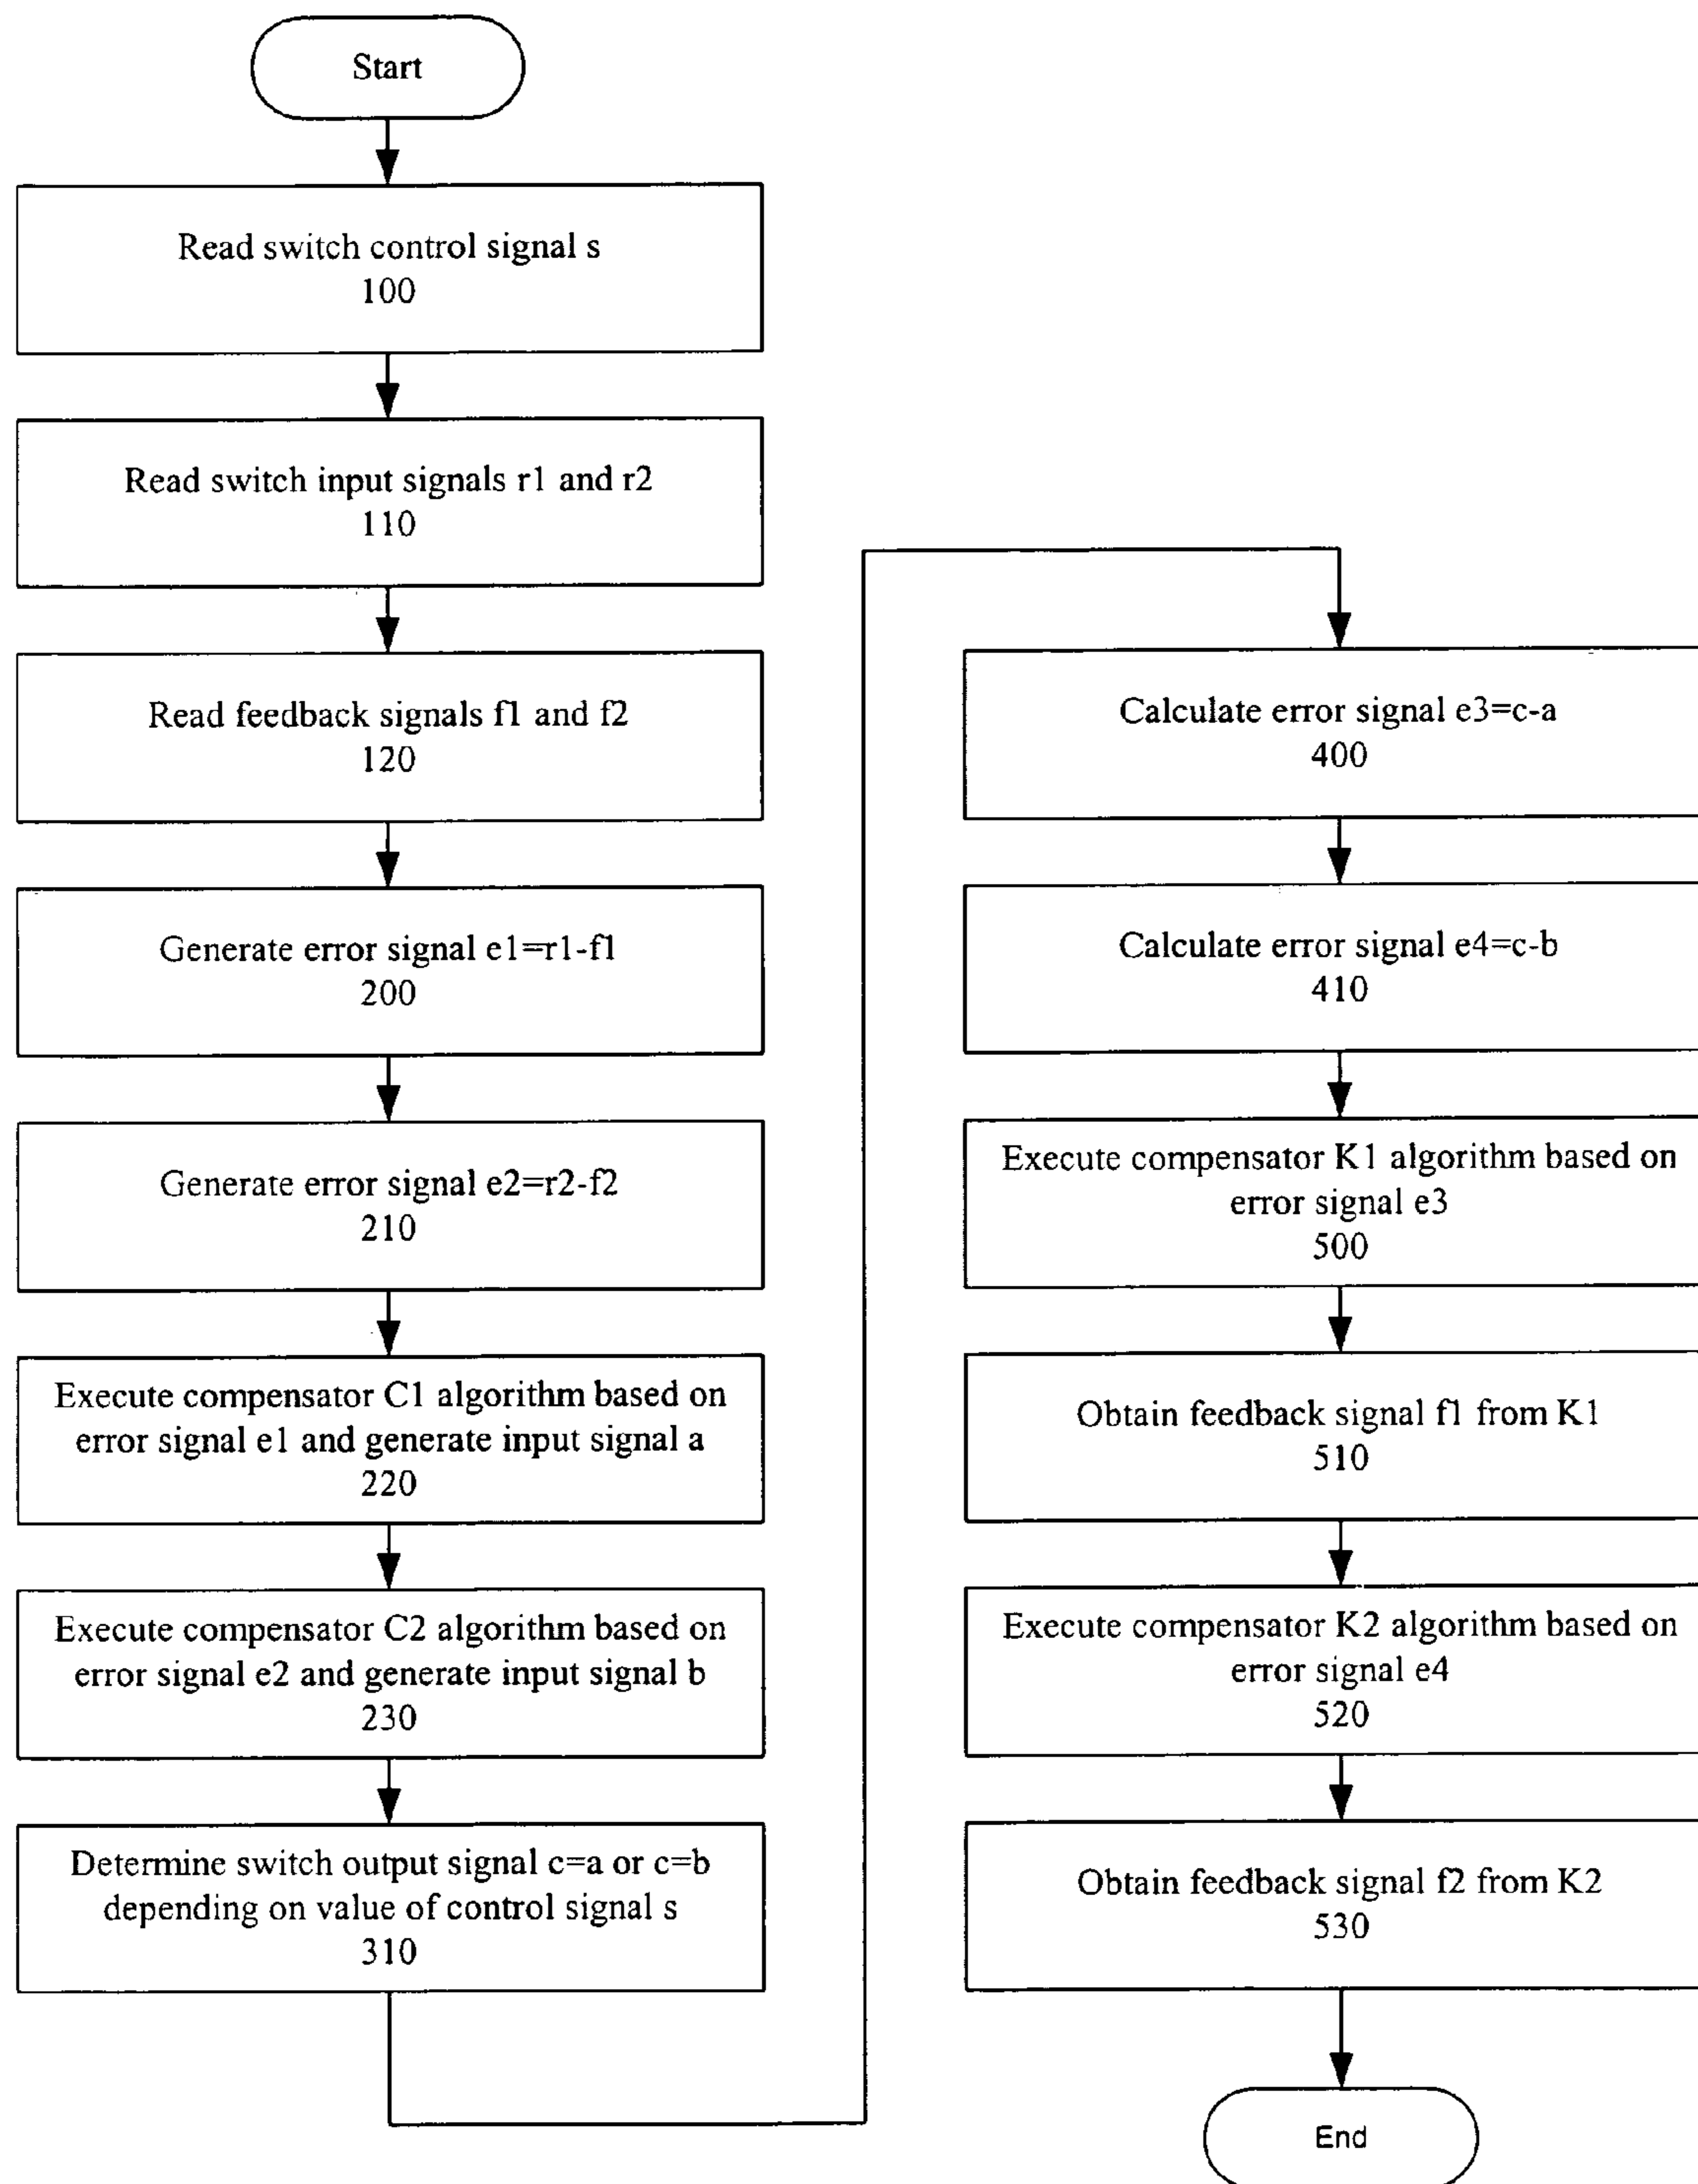 Start
Read switch control signal s
100
Read switch input signals r1 and r2
110
Read feedback signals f1 and f2
120
Generate error signal e1=r1-f1
200
Generate error signal e2=r2-f2
210
Execute compensator C1 algorithm based on
error signal e1 and generate input signal a
220
Execute compensator C2 algorithm based on
error signal e2 and generate input signal b
230
Determine switch output signal c=a or c=b
depending on value of control signal s
310
Calculate error signal e3=c-a
400
Calculate error signal e4=c-b
410
Execute compensator K1 algorithm based on
error signal e3
500
Obtain feedback signal f1 from K1
510
Execute compensator K2 algorithm based on
error signal e4
520
Obtain feedback signal f2 from K2
530
End